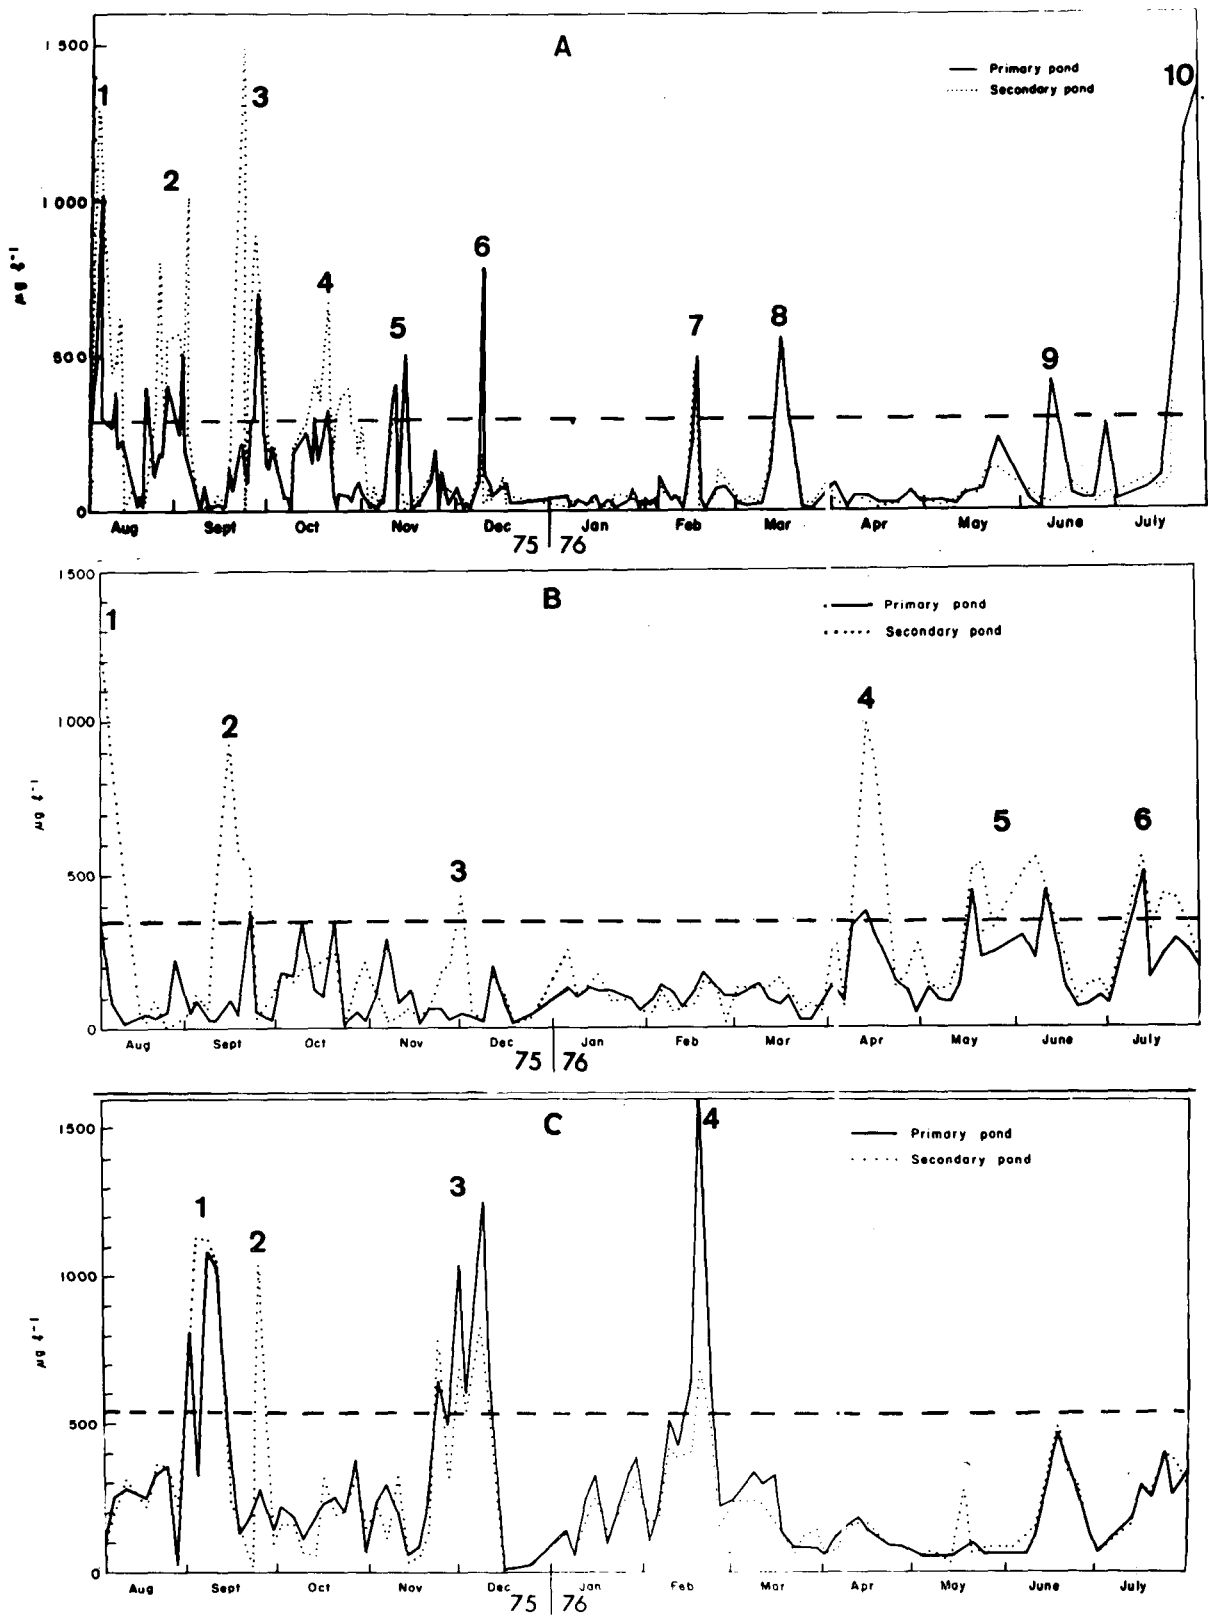 A
1 500
Primary pond
Secondary pond
1
3
10
2
1 000
4
6
µg ℓ⁻¹
5
7
8
9
500
0
Aug Sept Oct Nov Dec Jan Feb Mar Apr May June July
75 | 76
B
1 500
1
Primary pond
Secondary pond
2
4
1 000
µg ℓ⁻¹
3
5
6
500
0
Aug Sept Oct Nov Dec Jan Feb Mar Apr May June July
75 | 76
C
4
1500
Primary pond
Secondary pond
1
2
3
1000
µg ℓ⁻¹
500
0
Aug Sept Oct Nov Dec Jan Feb Mar Apr May June July
75 | 76